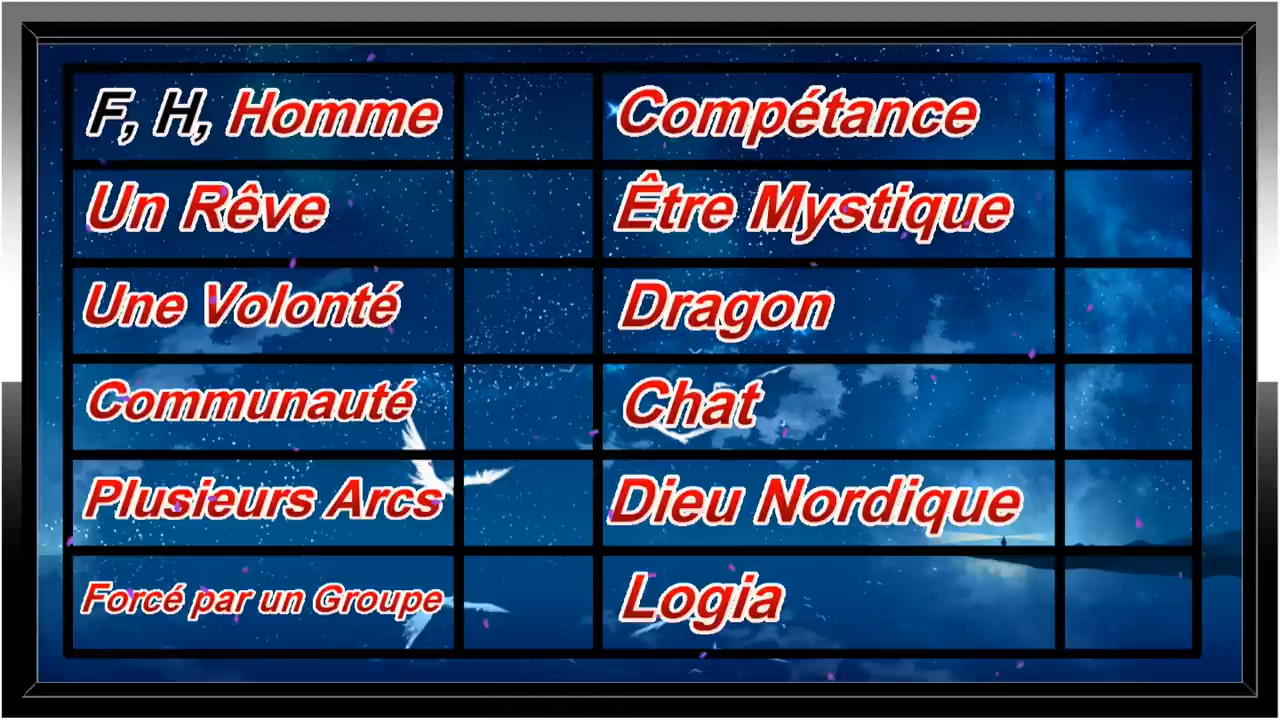 F, H, Homme
Compétance
Un Rêve
Être Mystique
Une Volonté
Dragon
Communauté
Chat
Plusieurs Arcs
Dieu Nordique
Forcé par un Groupe
Logia